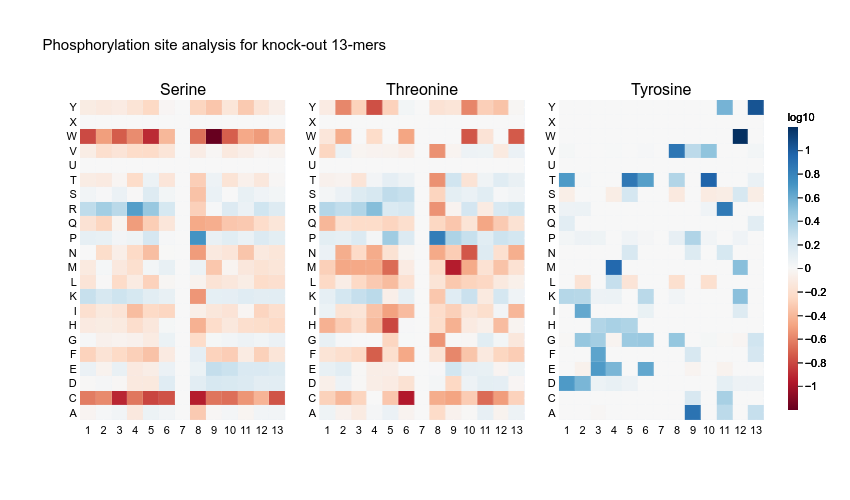 Phosphorylation site analysis for knock-out 13-mers
Serine
Y
X
W
V
U
T
S
R
Q
P
N
M
L
K
I
H
G
F
E
D
C
A
1 2 3 4 5 6 7 8 9 10 11 12 13
Threonine
Y
X
W
V
U
T
S
R
Q
P
N
M
L
K
I
H
G
F
E
D
C
A
1 2 3 4 5 6 7 8 9 10 11 12 13
Tyrosine
Y
X
W
V
U
T
S
R
Q
P
N
M
L
K
I
H
G
F
E
D
C
A
1 2 3 4 5 6 7 8 9 10 11 12 13
log10
1
0.8
0.6
0.4
0.2
0
−0.2
−0.4
−0.6
−0.8
−1